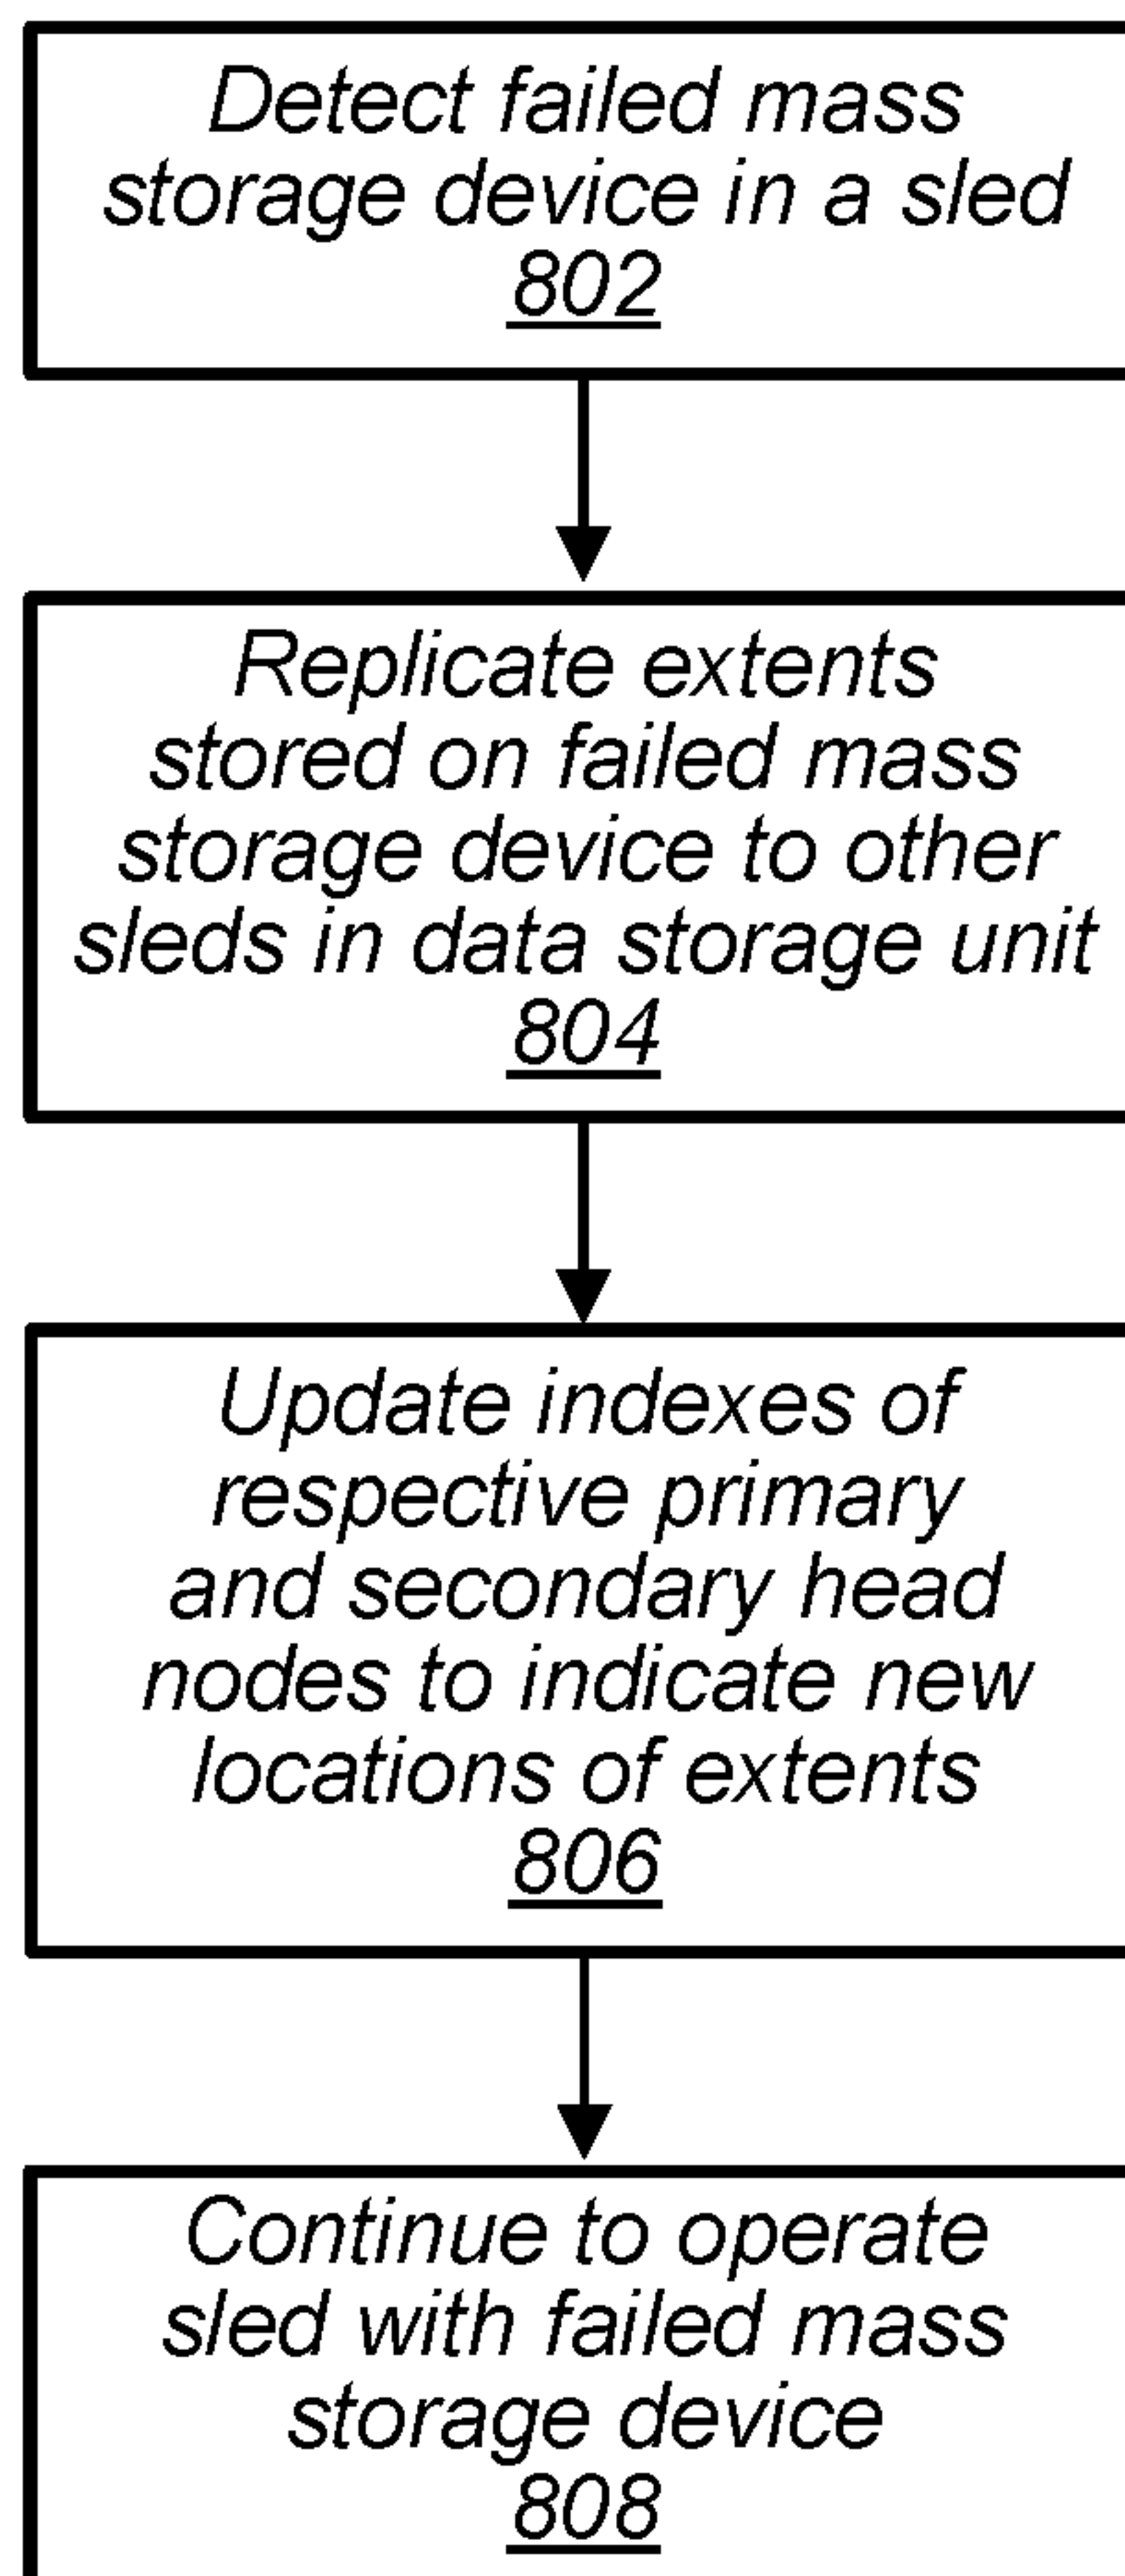 Detect failed mass
storage device in a sled
802
Replicate extents
stored on failed mass
storage device to other
sleds in data storage unit
804
Update indexes of
respective primary
and secondary head
nodes to indicate new
locations of extents
806
Continue to operate
sled with failed mass
storage device
808